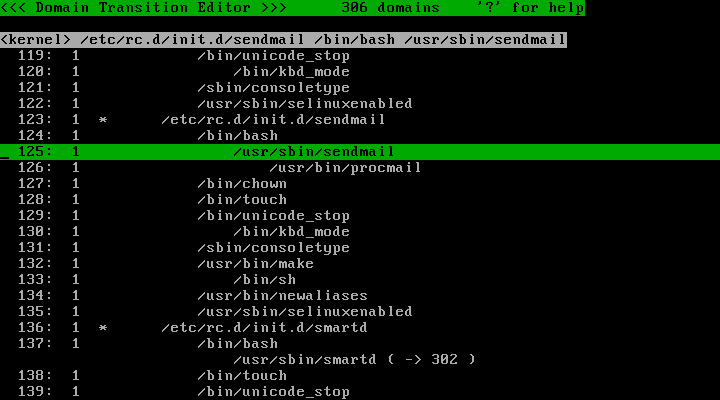 <<< Domain Transition Editor >>>      306 domains    '?' for help
<kernel> /etc/rc.d/init.d/sendmail /bin/bash /usr/sbin/sendmail
119:  1             /bin/unicode_stop
120:  1                 /bin/kbd_mode
121:  1             /sbin/consoletype
122:  1             /usr/sbin/selinuxenabled
123:  1  *      /etc/rc.d/init.d/sendmail
124:  1             /bin/bash
_ 125:  1                 /usr/sbin/sendmail
126:  1                     /usr/bin/procmail
127:  1             /bin/chown
128:  1             /bin/touch
129:  1             /bin/unicode_stop
130:  1                 /bin/kbd_mode
131:  1             /sbin/consoletype
132:  1             /usr/bin/make
133:  1                 /bin/sh
134:  1             /usr/bin/newaliases
135:  1             /usr/sbin/selinuxenabled
136:  1  *      /etc/rc.d/init.d/smartd
137:  1             /bin/bash
/usr/sbin/smartd ( -> 302 )
138:  1             /bin/touch
139:  1             /bin/unicode_stop